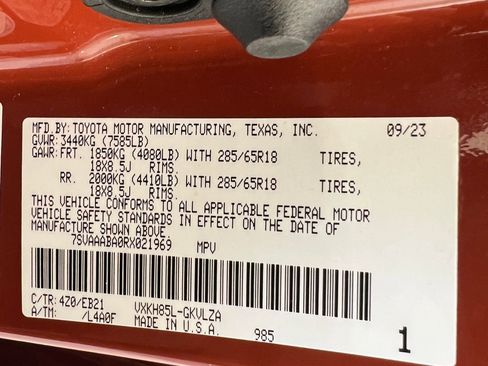 MFD.BY:TOYOTA MOTOR MANUFACTURING, TEXAS, INC. 09/23
GVWR: 3440KG (7585LB)
GAWR:FRT. 1850KG (4080LB) WITH 285/65R18 TIRES,
18X8.5J RIMS.
RR. 2000KG (4410LB) WITH 285/65R18 TIRES,
18X8.5J RIMS.
THIS VEHICLE CONFORMS TO ALL APPLICABLE FEDERAL MOTOR
VEHICLE SAFETY STANDARDS IN EFFECT ON THE DATE OF
MANUFACTURE SHOWN ABOVE.
7SVAAABA0RX021969 MPV
C/TR: 4Z0/EB21 VXKH85L-GKVLZA
A/TM: /L4A0F MADE IN U.S.A. 985 1